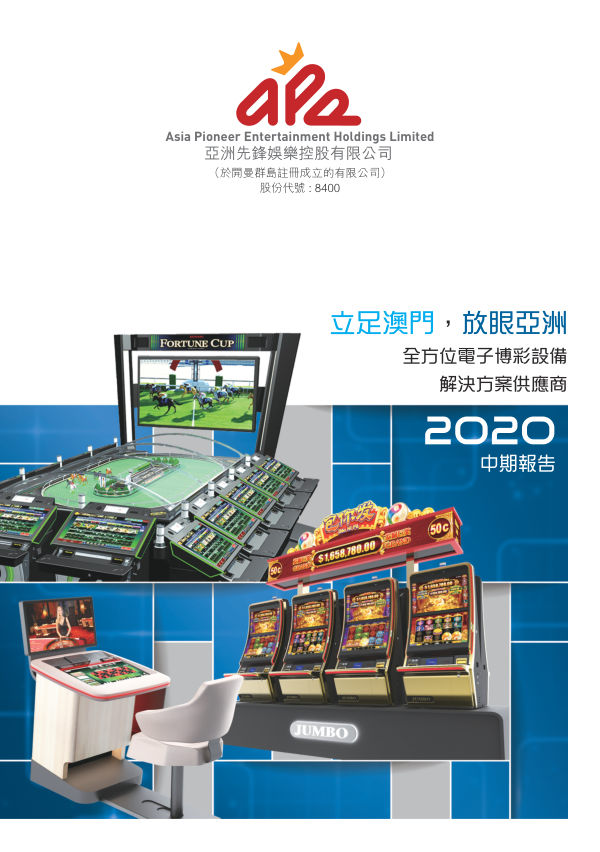 ape
Asia Pioneer Entertainment Holdings Limited
亞洲先鋒娛樂控股有限公司
（於開曼群島註冊成立的有限公司）
股份代號 : 8400
立足澳門，放眼亞洲
全方位電子博彩設備
解決方案供應商
2020
中期報告
FORTUNE CUP
50¢
$1,658,780.00
50¢
JUMBO